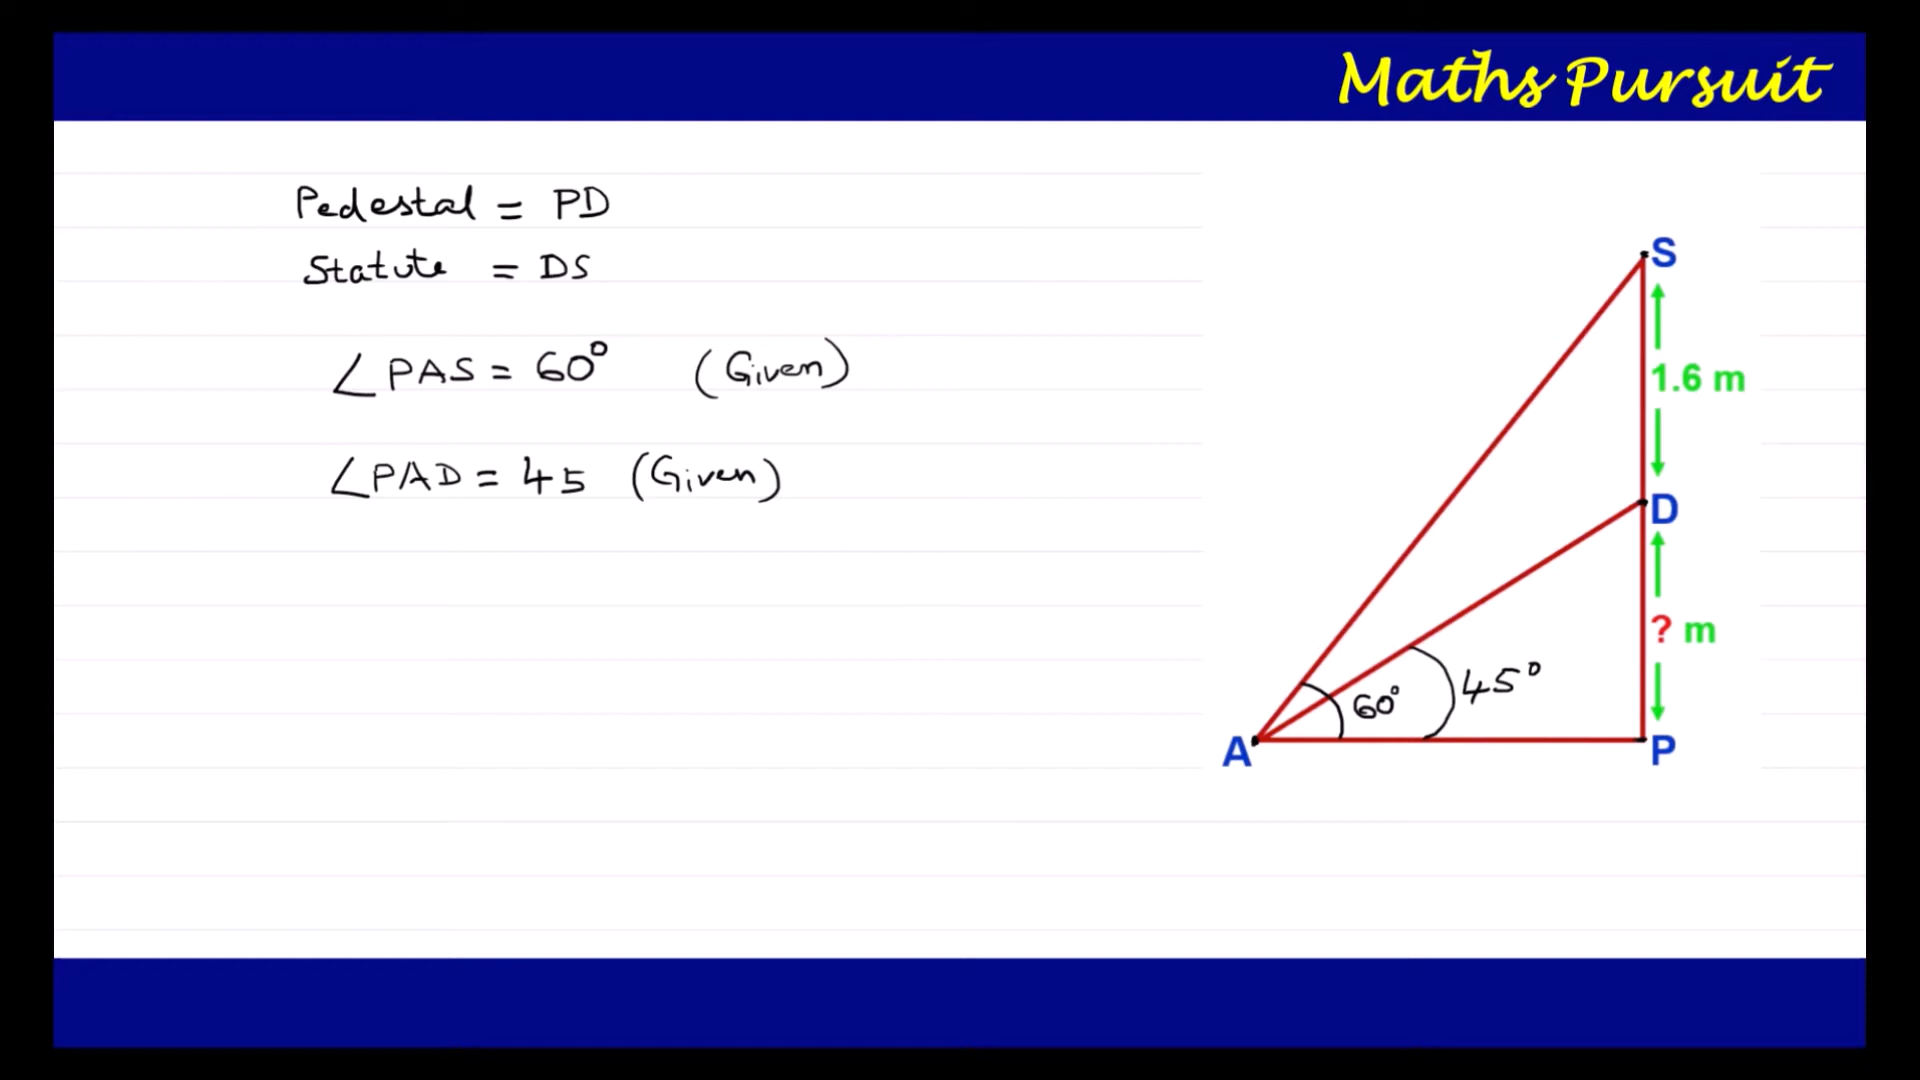 Maths Pursuit
Pedestal = PD
Statute = DS
∠PAS = 60° (Given)
∠PAD = 45 (Given)
S
1.6 m
D
? m
45°
60°
A
P